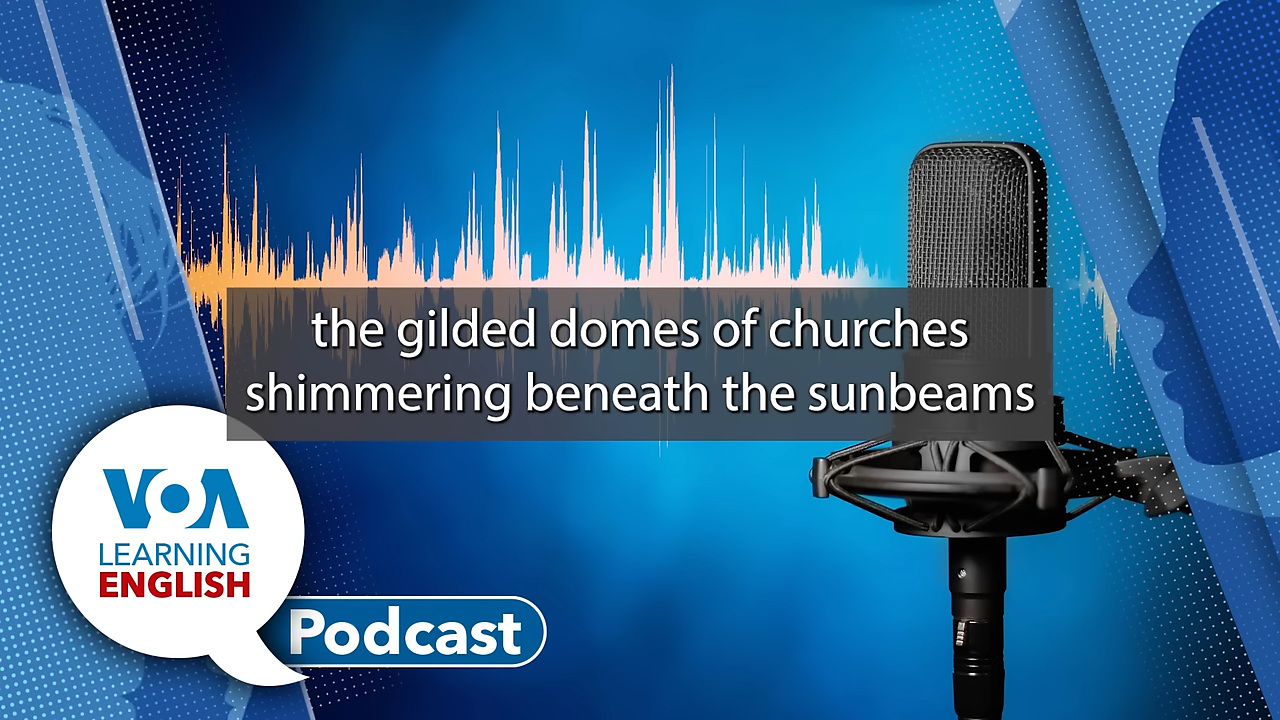 the gilded domes of churches
shimmering beneath the sunbeams
VOA
LEARNING
ENGLISH
Podcast